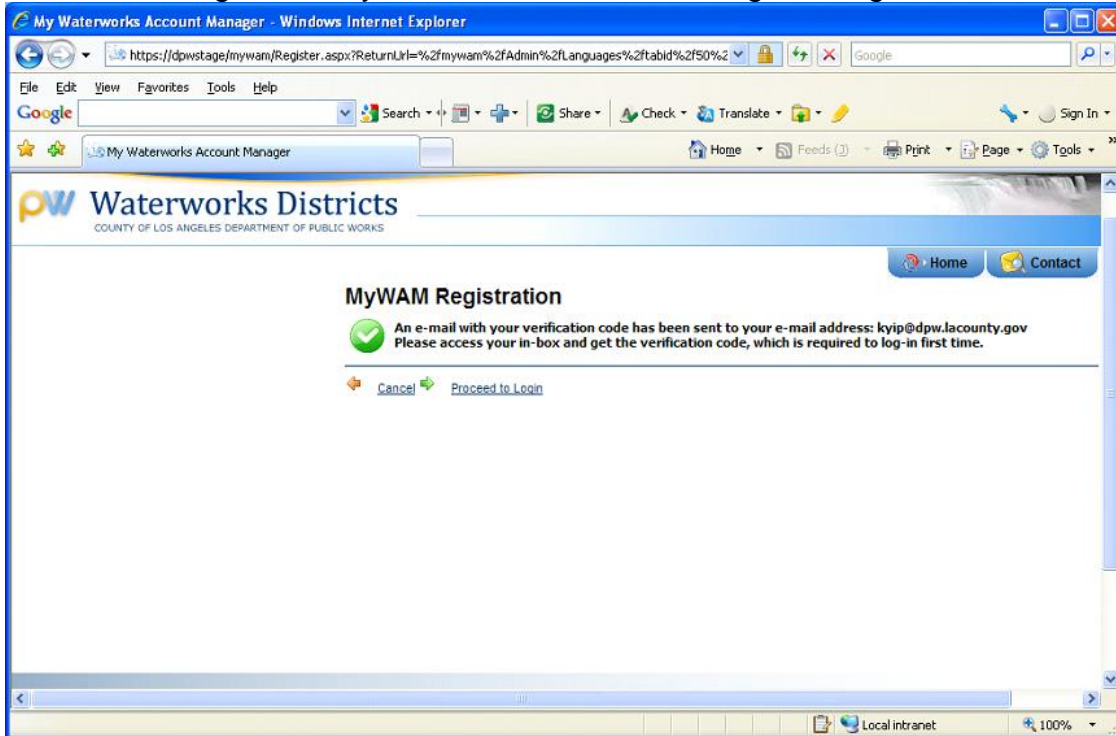 My Waterworks Account Manager - Windows Internet Explorer
https://dpwstage/mywam/Register.aspx?ReturnUrl=%2fmywam%2fAdmin%2fLanguages%2ftabid%2f50%2 Google
File Edit View Favorites Tools Help
Google Search Share Check Translate Sign In
My Waterworks Account Manager Home Feeds (J) Print Page Tools »
pw Waterworks Districts
COUNTY OF LOS ANGELES DEPARTMENT OF PUBLIC WORKS
Home Contact
MyWAM Registration
An e-mail with your verification code has been sent to your e-mail address: kyip@dpw.lacounty.gov
Please access your in-box and get the verification code, which is required to log-in first time.
Cancel Proceed to Login
Local intranet 100%